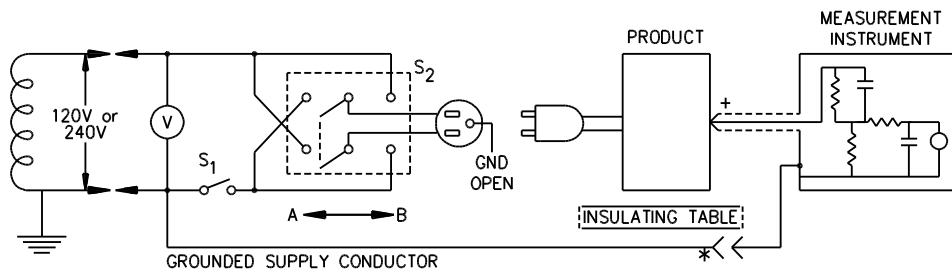 MEASUREMENT
INSTRUMENT
PRODUCT
S2
120V or
240V
V
+
S1
GND
OPEN
A
B
INSULATING TABLE
*
GROUNDED SUPPLY CONDUCTOR